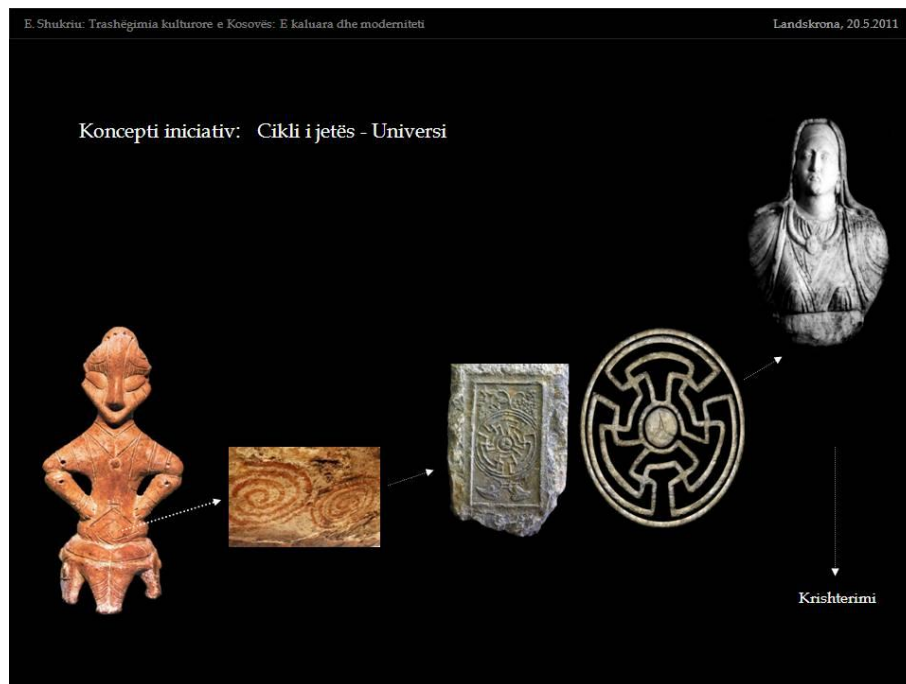 E. Shukriu: Trashëgimia kulturore e Kosovës: E kaluara dhe moderniteti
Landskrona, 20.5.2011
Koncepti iniciativ: Cikli i jetës - Universi
Krishterimi